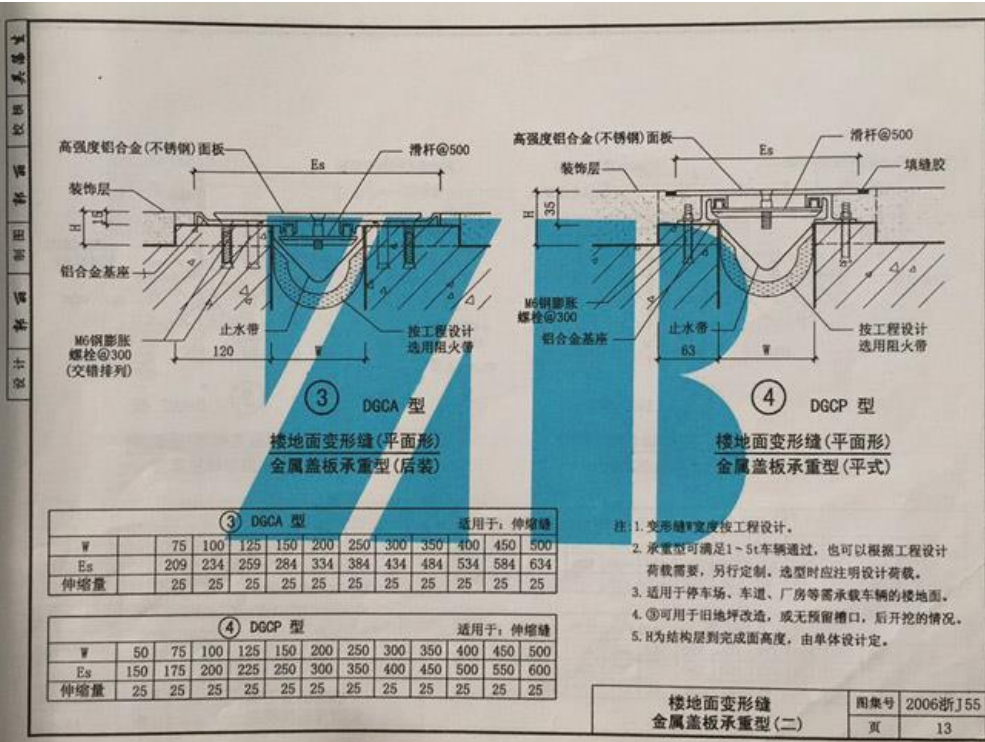 设计 郭丽 制图 郭丽 校核
高强度铝合金(不锈钢)面板
滑杆@500
Es
装饰层
15
H
铝合金基座
M6钢膨胀
螺栓@300
(交错排列)
止水带
按工程设计
选用阻火带
120
W
③ DGCA 型
楼地面变形缝(平面形)
金属盖板承重型(后装)
高强度铝合金(不锈钢)面板
滑杆@500
Es
装饰层
填缝胶
H
35
M6钢膨胀
螺栓@300
铝合金基座
止水带
按工程设计
选用阻火带
63
W
④ DGCP 型
楼地面变形缝(平面形)
金属盖板承重型(平式)
ZAB
③ DGCA 型 适用于: 伸缩缝
W 75 100 125 150 200 250 300 350 400 450 500
Es 209 234 259 284 334 384 434 484 534 584 634
伸缩量 25 25 25 25 25 25 25 25 25 25 25
④ DGCP 型 适用于: 伸缩缝
W 50 75 100 125 150 200 250 300 350 400 450 500
Es 150 175 200 225 250 300 350 400 450 500 550 600
伸缩量 25 25 25 25 25 25 25 25 25 25 25 25
注: 1. 变形缝W宽度按工程设计。
2. 承重型可满足1~5t车辆通过, 也可以根据工程设计
荷载需要, 另行定制。选型时应注明设计荷载。
3. 适用于停车场、车道、厂房等需承载车辆的楼地面。
4. ③可用于旧地坪改造, 或无预留槽口, 后开挖的情况。
5. H为结构层到完成面高度, 由单体设计定。
楼地面变形缝
金属盖板承重型(二)
图集号 2006浙J55
页 13